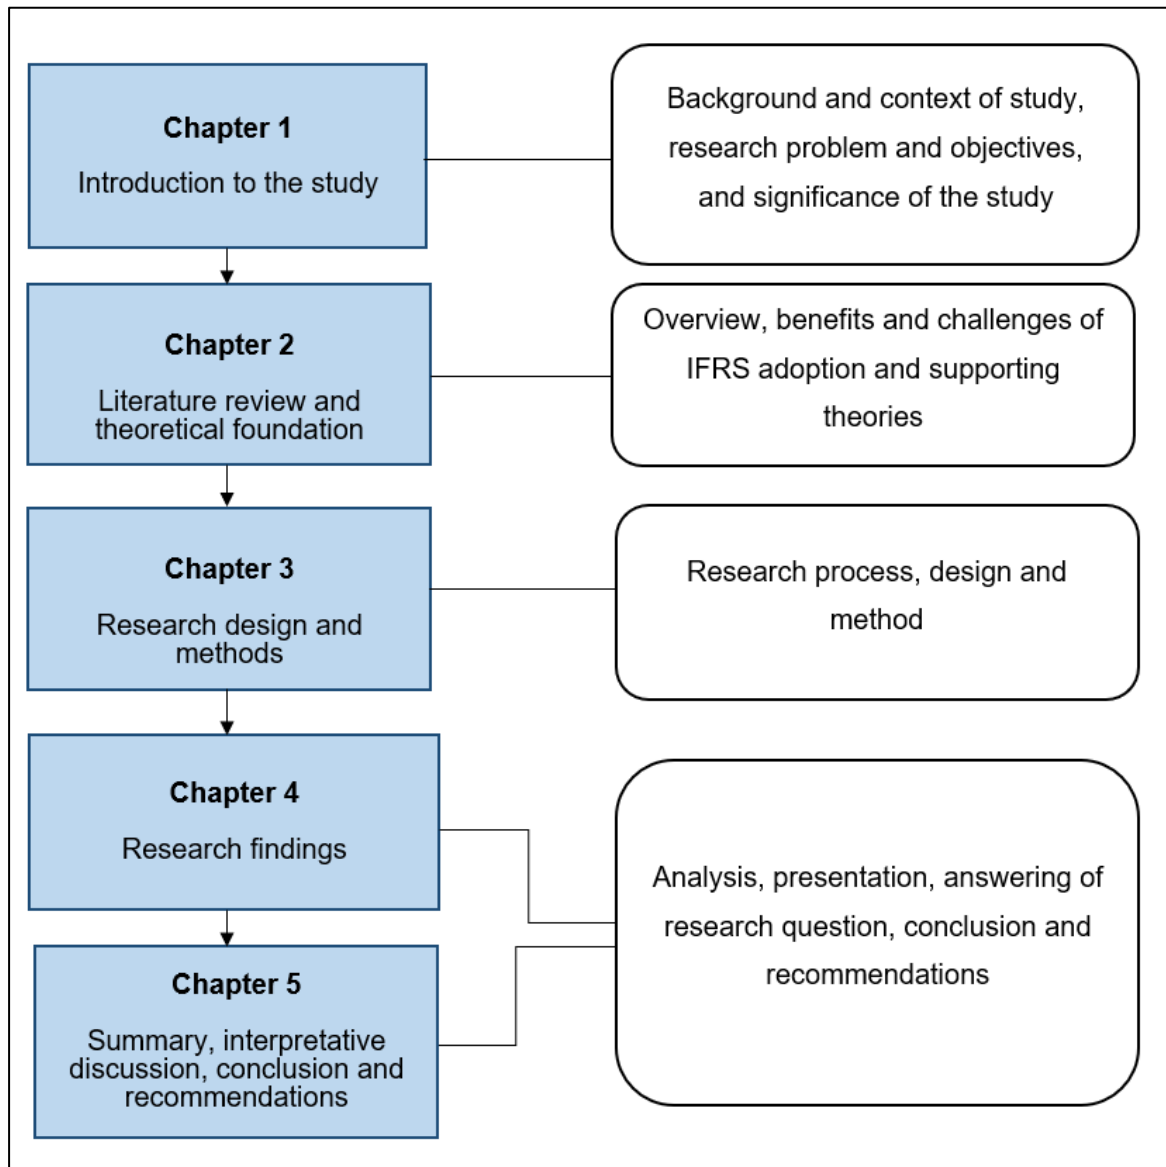 Chapter 1
Introduction to the study
Background and context of study,
research problem and objectives,
and significance of the study
Chapter 2
Literature review and
theoretical foundation
Overview, benefits and challenges of
IFRS adoption and supporting
theories
Chapter 3
Research design and
methods
Research process, design and
method
Chapter 4
Research findings
Analysis, presentation, answering of
research question, conclusion and
recommendations
Chapter 5
Summary, interpretative
discussion, conclusion and
recommendations